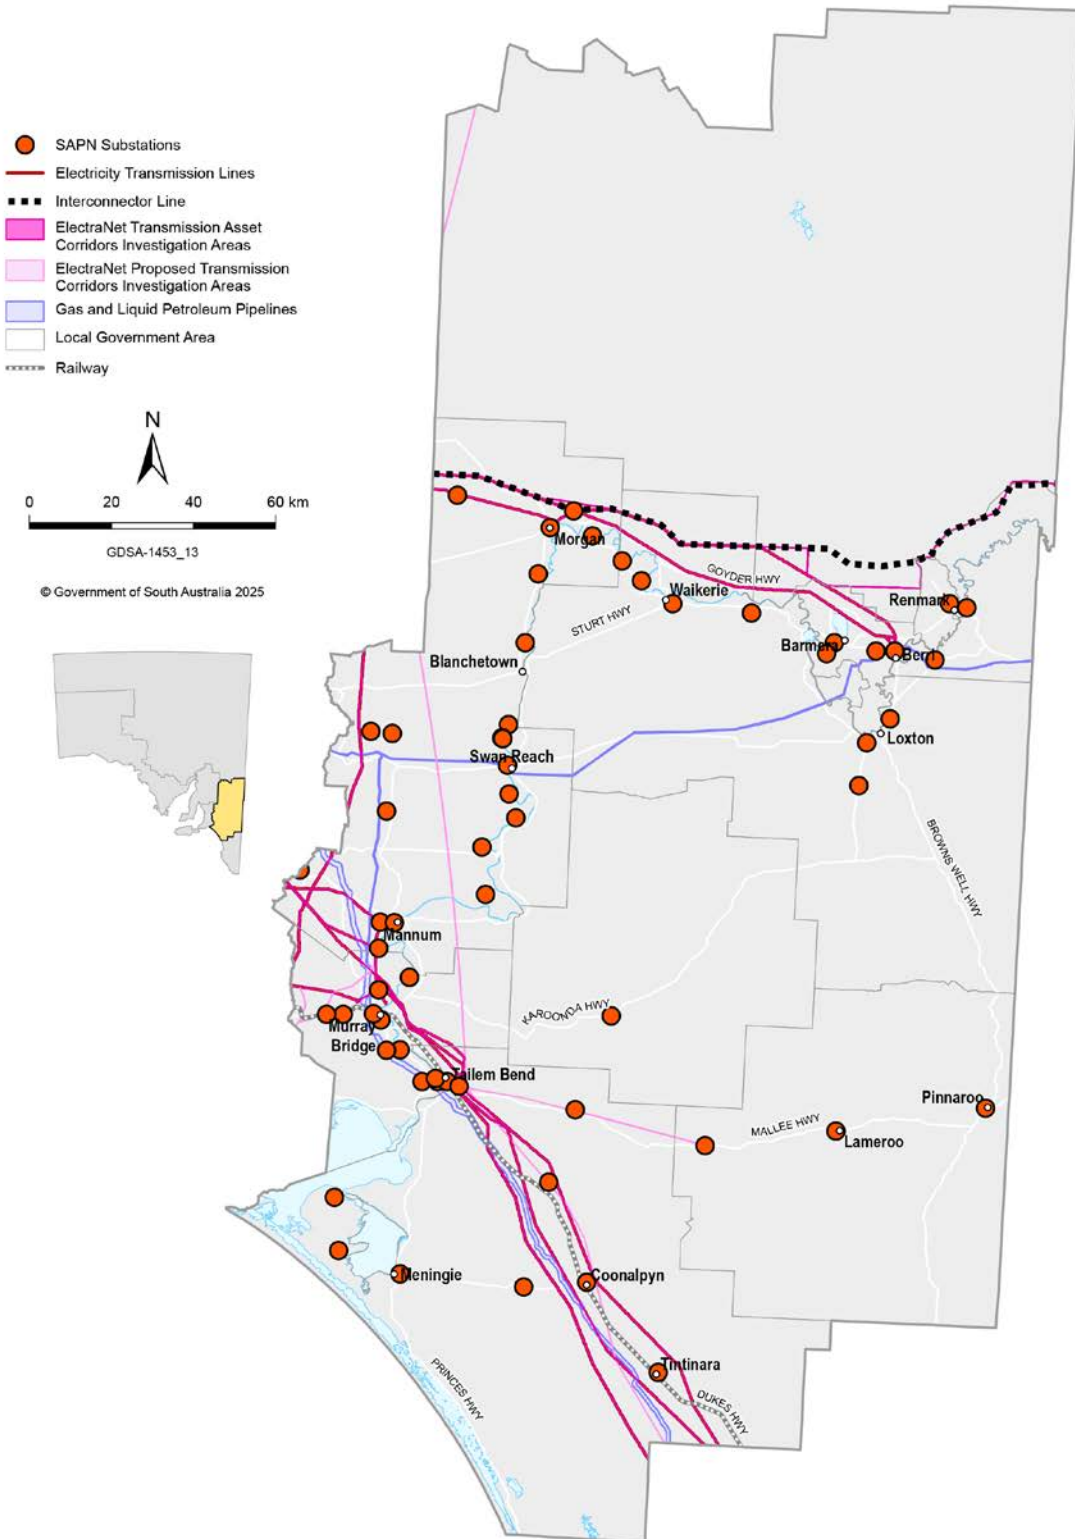 SAPN Substations
Electricity Transmission Lines
Interconnector Line
ElectraNet Transmission Asset
Corridors Investigation Areas
ElectraNet Proposed Transmission
Corridors Investigation Areas
Gas and Liquid Petroleum Pipelines
Local Government Area
Railway
N
0 20 40 60 km
GDSA-1453_13
© Government of South Australia 2025
Morgan
GOYDER HWY
Waikerie
Renmark
STURT HWY
Barmera
Berri
Blanchetown
Loxton
Swan Reach
BROWNS WELL HWY
Mannum
KAROONDA HWY
Murray
Bridge
Tailem Bend
Pinnaroo
MALLEE HWY
Lameroo
Meningie
Coonalpyn
Tintinara
PRINCES HWY
DUKES HWY